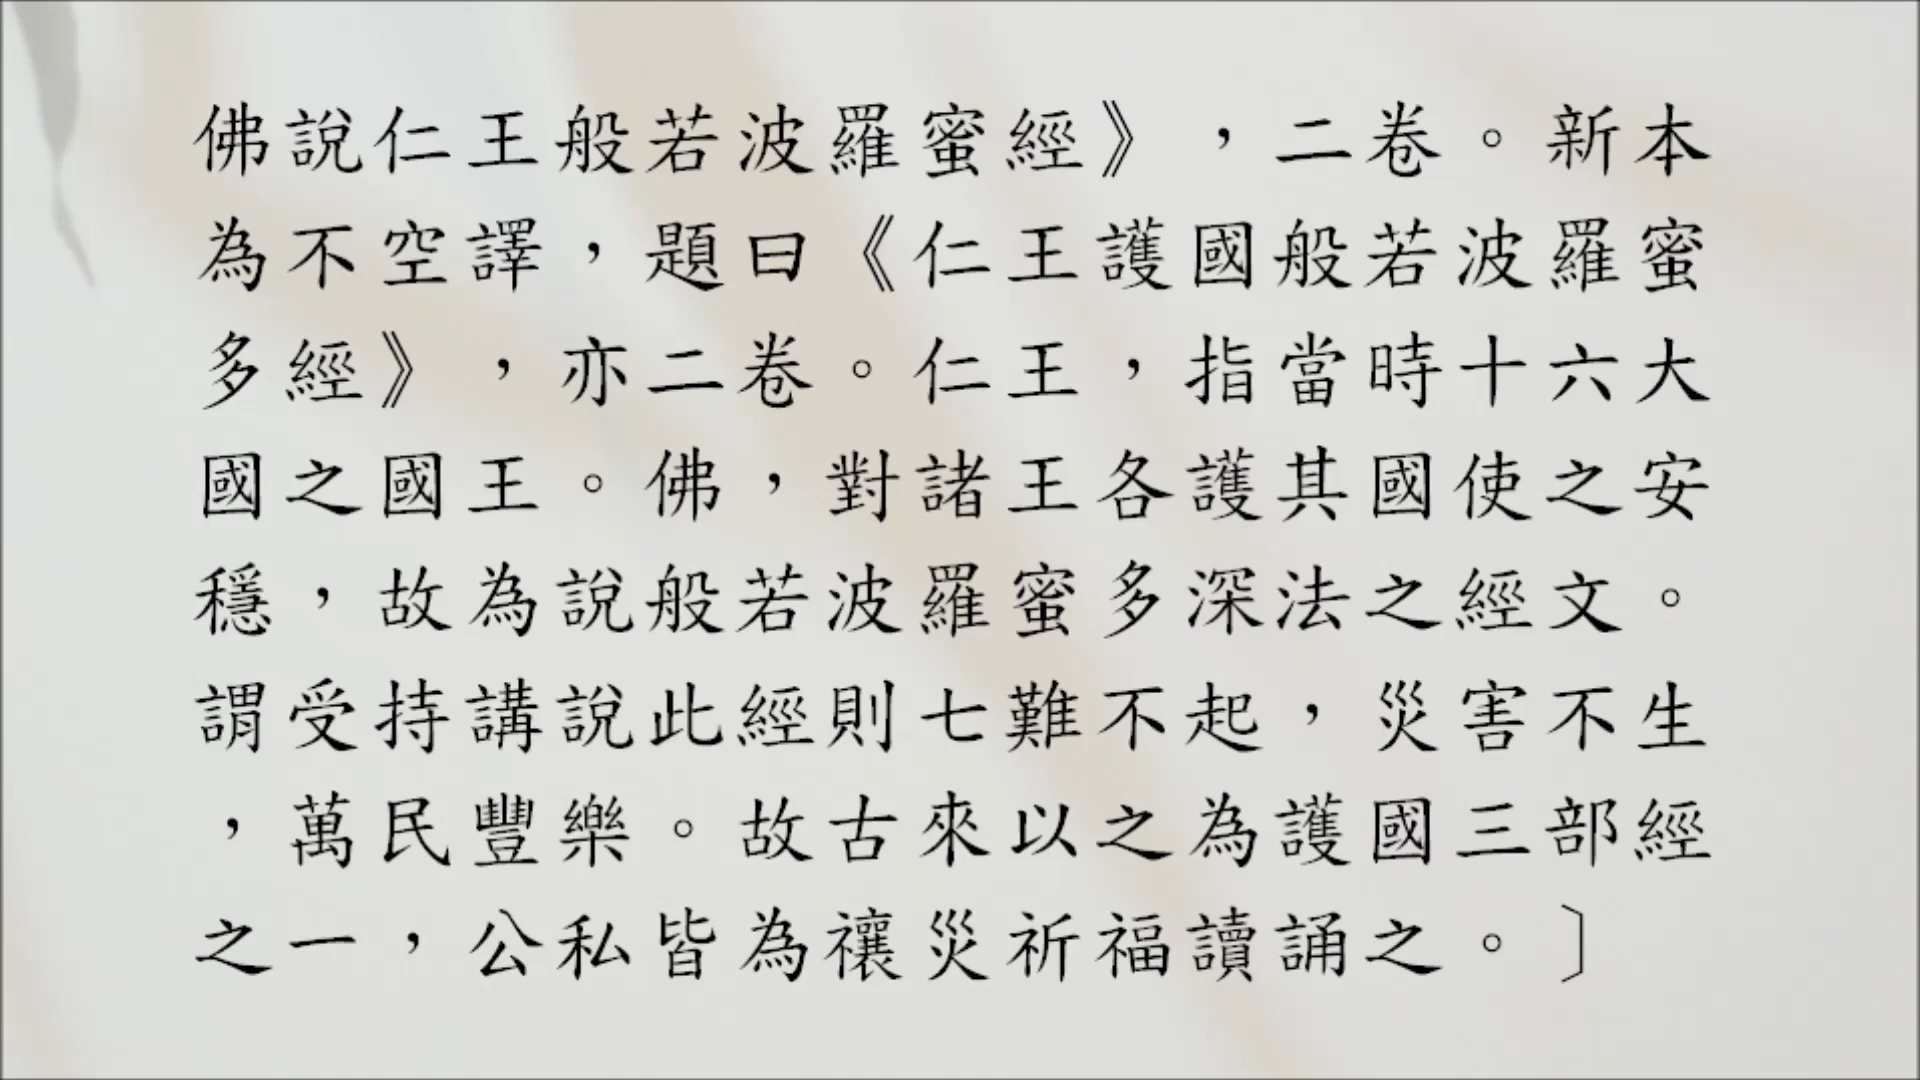 佛說仁王般若波羅蜜經》，二卷。新本
為不空譯，題曰《仁王護國般若波羅蜜
多經》，亦二卷。仁王，指當時十六大
國之國王。佛，對諸王各護其國使之安
穩，故為說般若波羅蜜多深法之經文。
謂受持講說此經則七難不起，災害不生
，萬民豐樂。故古來以之為護國三部經
之一，公私皆為禳災祈福讀誦之。〕